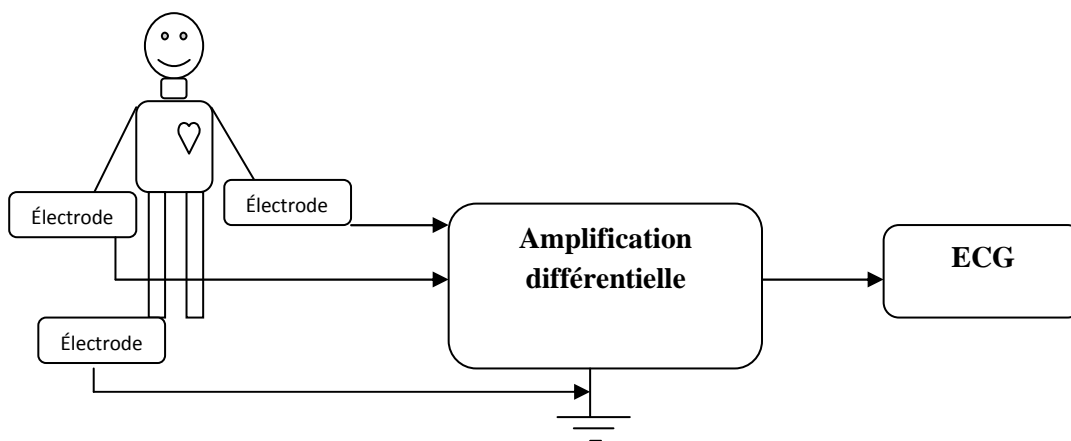 Électrode
Électrode
Amplification
différentielle
ECG
Électrode